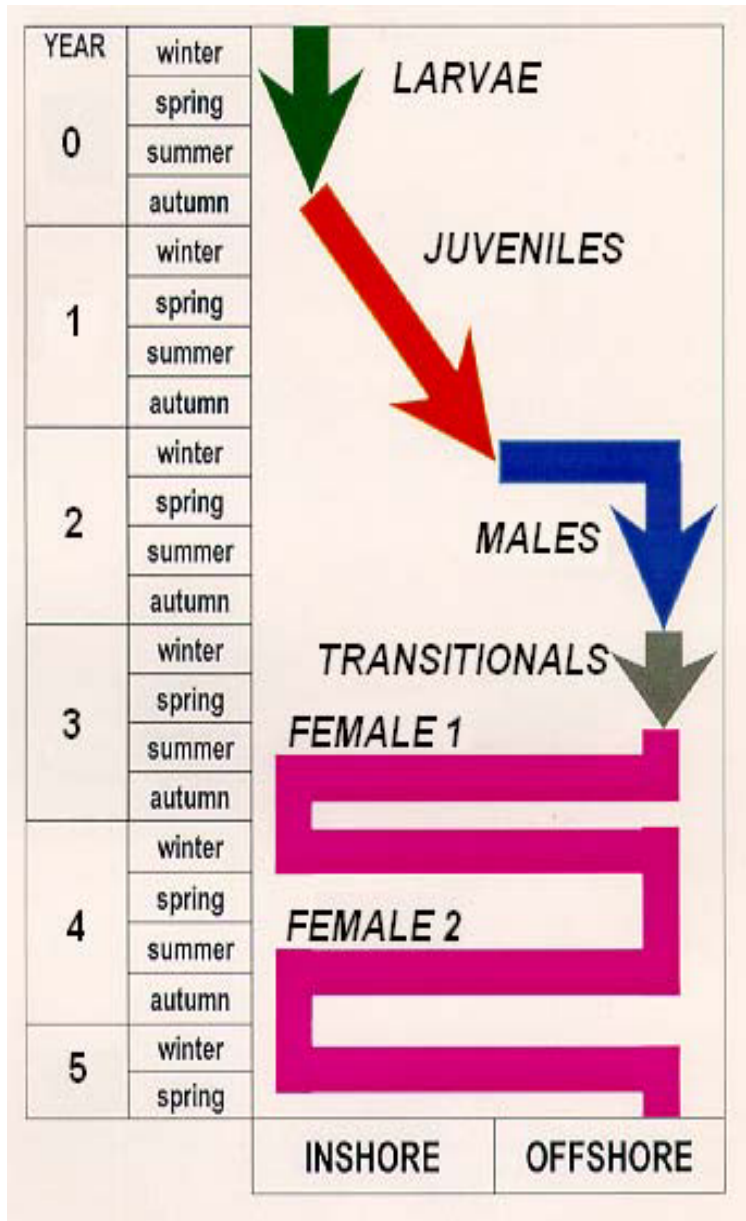 YEAR
winter
LARVAE
spring
0
summer
autumn
winter
JUVENILES
spring
1
summer
autumn
winter
spring
2
MALES
summer
autumn
winter
TRANSITIONALS
spring
3
FEMALE 1
summer
autumn
winter
spring
4
FEMALE 2
summer
autumn
winter
5
spring
INSHORE
OFFSHORE